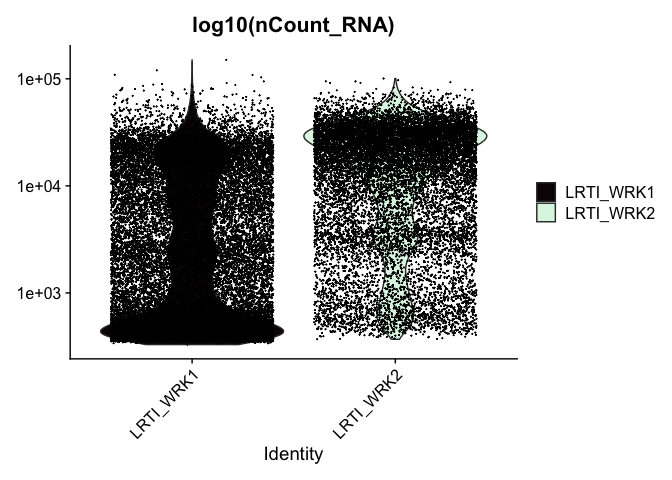 log10(nCount_RNA)
1e+05
1e+04
1e+03
LRTI_WRK1
LRTI_WRK2
LRTI_WRK1
LRTI_WRK2
Identity